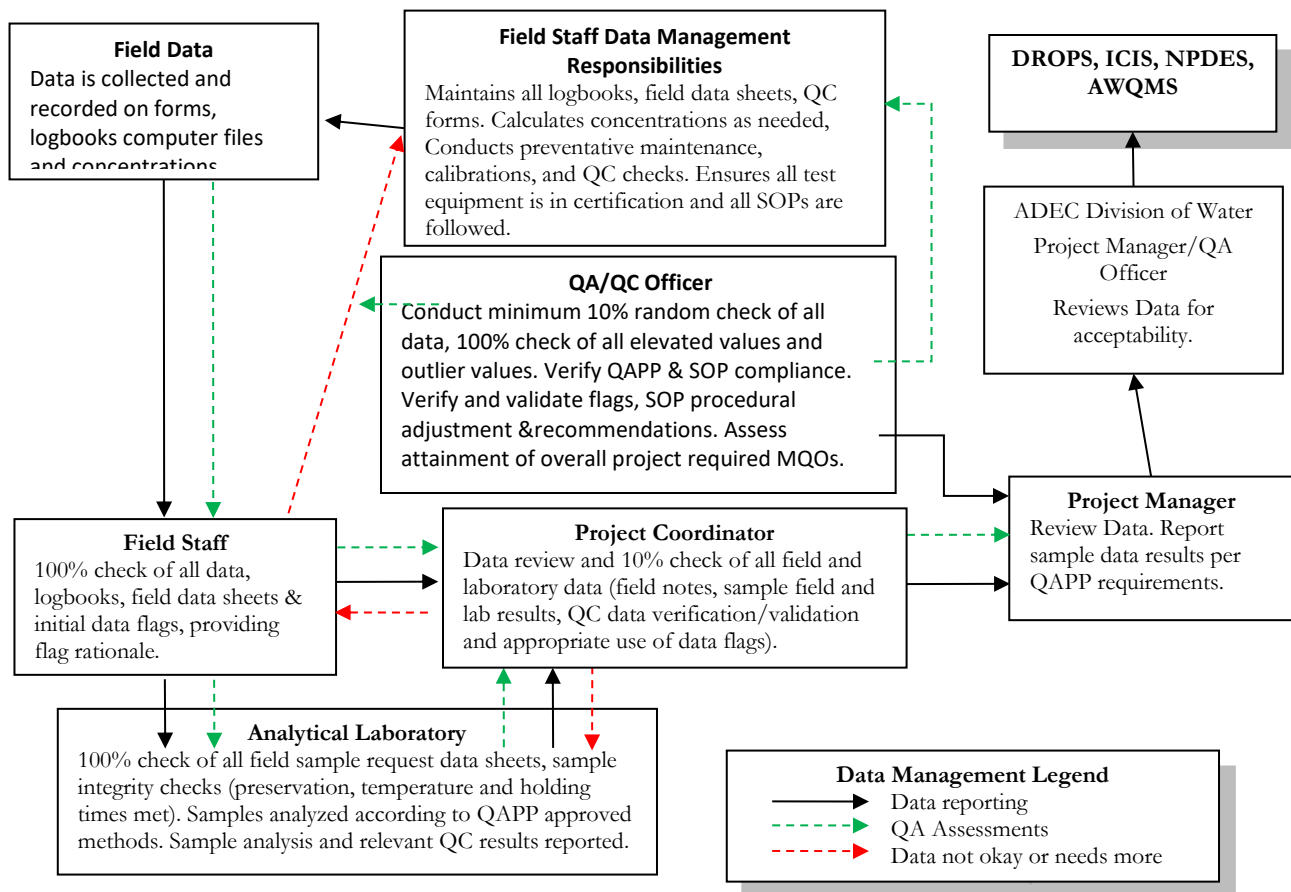 Field Data
Data is collected and
recorded on forms,
logbooks computer files
and concentrations
Field Staff Data Management
Responsibilities
Maintains all logbooks, field data sheets, QC
forms. Calculates concentrations as needed,
Conducts preventative maintenance,
calibrations, and QC checks. Ensures all test
equipment is in certification and all SOPs are
followed.
DROPS, ICIS, NPDES,
AWQMS
ADEC Division of Water
Project Manager/QA
Officer
Reviews Data for
acceptability.
QA/QC Officer
Conduct minimum 10% random check of all
data, 100% check of all elevated values and
outlier values. Verify QAPP & SOP compliance.
Verify and validate flags, SOP procedural
adjustment &recommendations. Assess
attainment of overall project required MQOs.
Field Staff
100% check of all data,
logbooks, field data sheets &
initial data flags, providing
flag rationale.
Project Coordinator
Data review and 10% check of all field and
laboratory data (field notes, sample field and
lab results, QC data verification/validation
and appropriate use of data flags).
Project Manager
Review Data. Report
sample data results per
QAPP requirements.
Analytical Laboratory
100% check of all field sample request data sheets, sample
integrity checks (preservation, temperature and holding
times met). Samples analyzed according to QAPP approved
methods. Sample analysis and relevant QC results reported.
Data Management Legend
Data reporting
QA Assessments
Data not okay or needs more